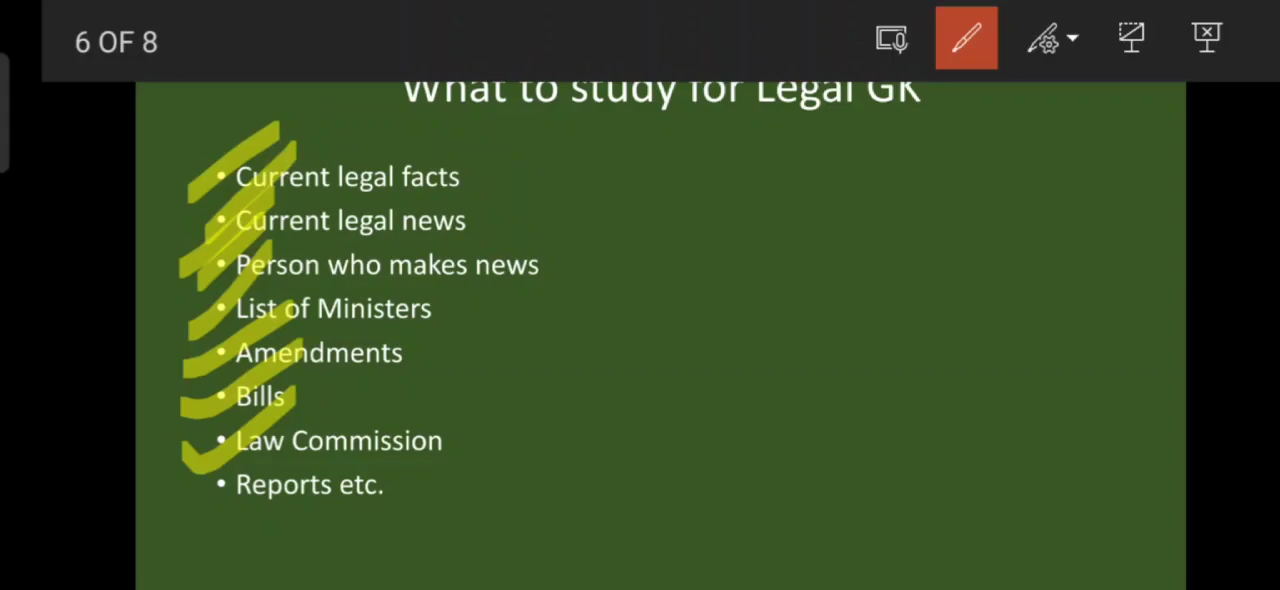 6 OF 8
What to study for Legal GK
• Current legal facts
• Current legal news
• Person who makes news
• List of Ministers
• Amendments
• Bills
• Law Commission
• Reports etc.